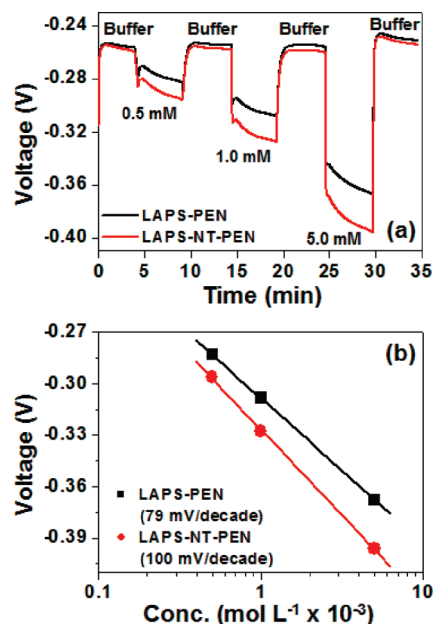 Buffer Buffer Buffer Buffer
-0.24
-0.28
-0.32
-0.36
-0.40
Voltage (V)
0.5 mM
1.0 mM
5.0 mM
LAPS-PEN
LAPS-NT-PEN
(a)
0 5 10 15 20 25 30 35
Time (min)
(b)
-0.27
-0.30
-0.33
-0.36
-0.39
Voltage (V)
LAPS-PEN
(79 mV/decade)
LAPS-NT-PEN
(100 mV/decade)
0.1 1 10
Conc. (mol L⁻¹ x 10⁻³)